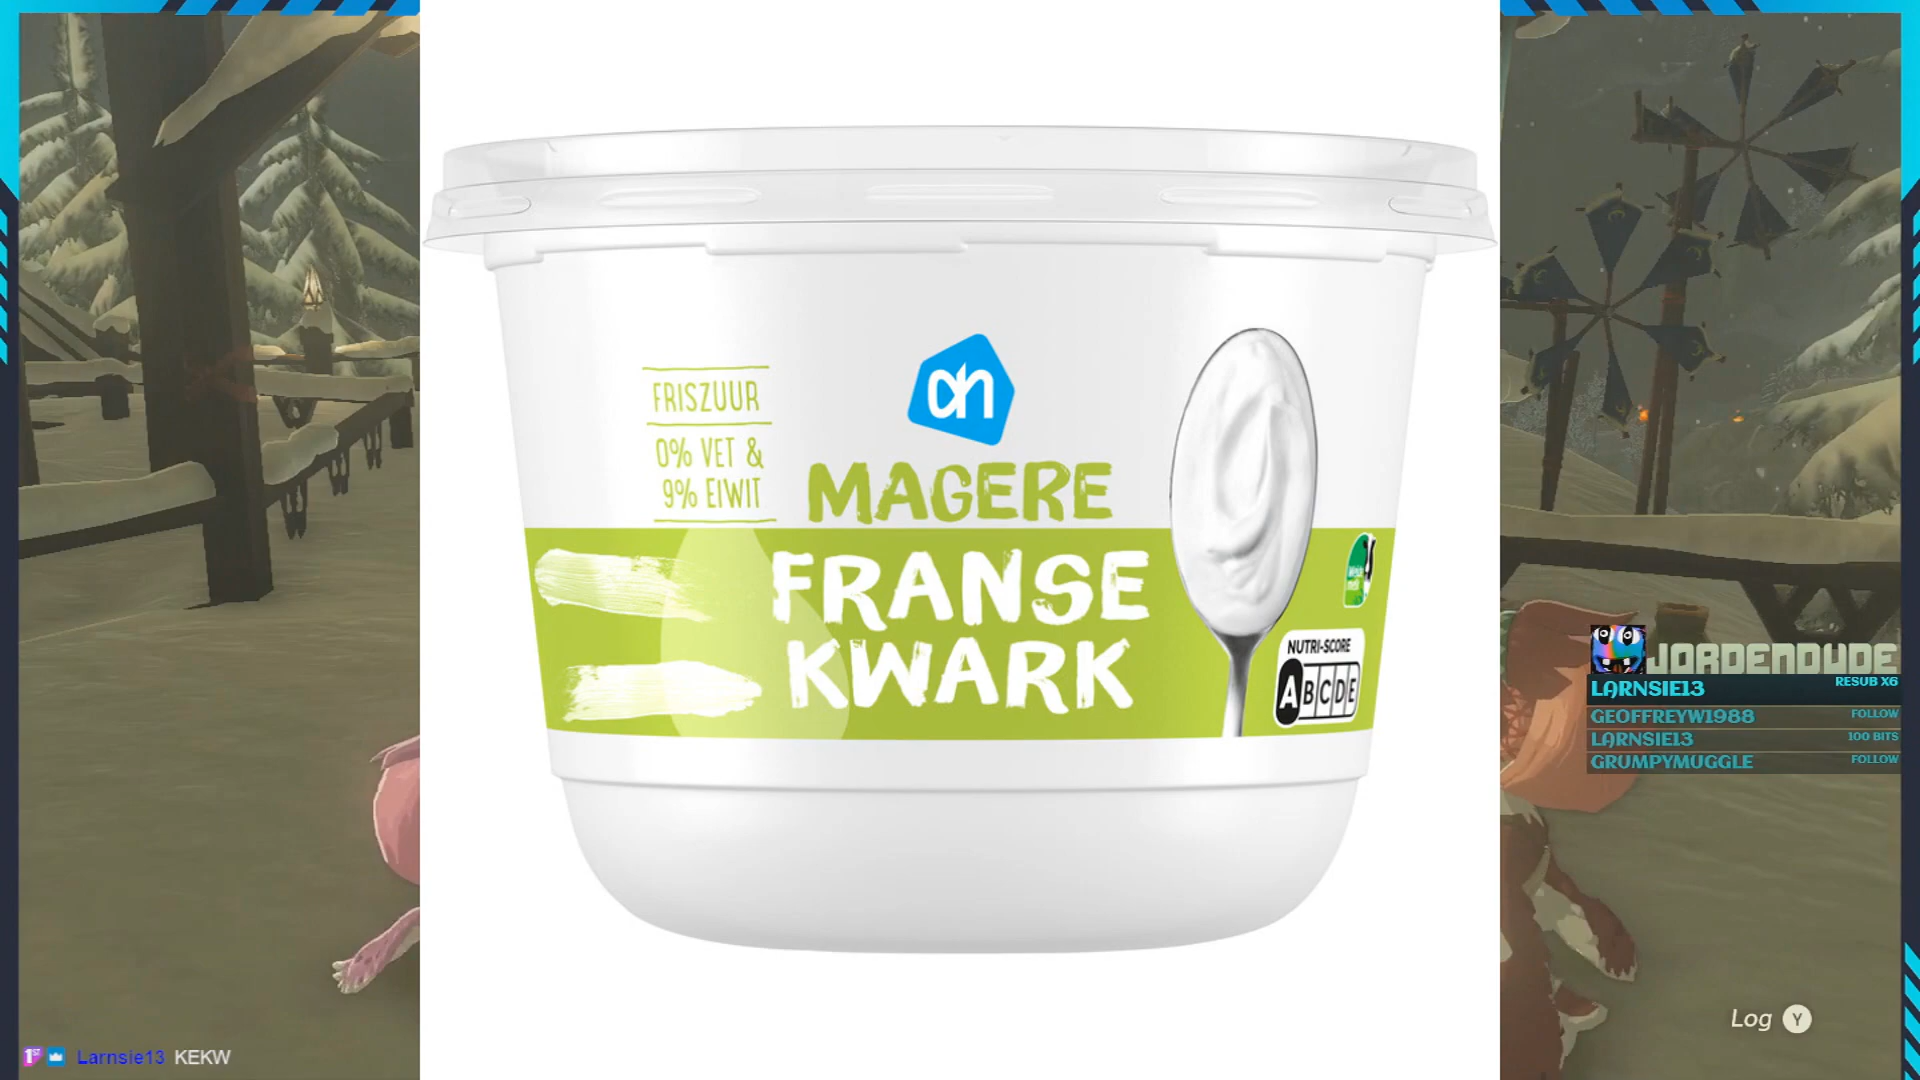 FRISZUUR
0% VET &
9% EIWIT
ah
MAGERE
FRANSE
KWARK
NUTRI-SCORE
ABCDE
JORDENDUDE
LARNSIE13 RESUB X6
GEOFFREYW1988 FOLLOW
LARNSIE13 100 BITS
GRUMPYMUGGLE FOLLOW
Log Y
1ST Larnsie13 KEKW